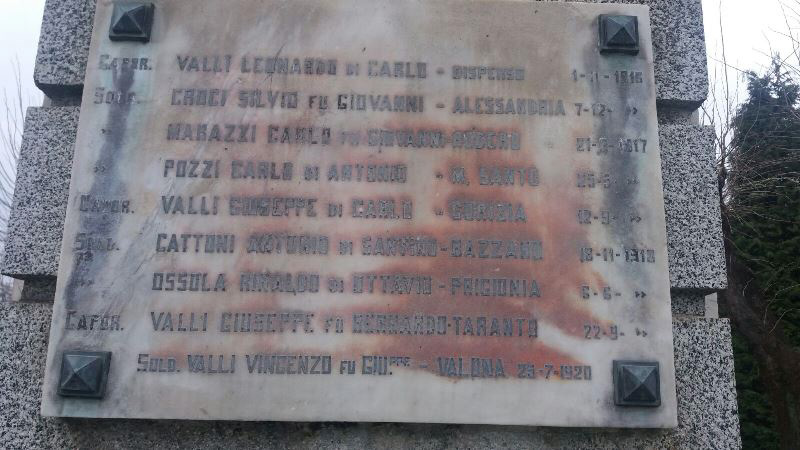 CAPOR. VALLI LEONARDO DI CARLO - DISPERSO 1-11-1916
SOLD. CROCI SILVIO FU GIOVANNI - ALESSANDRIA 7-12- »
» MARAZZI CARLO FU GIOVANNI-PODGORO 21-5-1917
» POZZI CARLO DI ANTONIO - M. SANTO 25-5- »
CAPOR. VALLI GIUSEPPE DI CARLO - GORIZIA 12-9- »
SOLD. CATTONI ANTONIO DI - BAZZANO 18-11-1918
» OSSOLA RINALDO DI OTTAVIO - PRIGIONIA 6-6- »
CAPOR. VALLI GIUSEPPE FU BERNARDO-TARANTO 22-9- »
SOLD. VALLI VINCENZO FU GIU.PPE - VALONA 29-7-1920